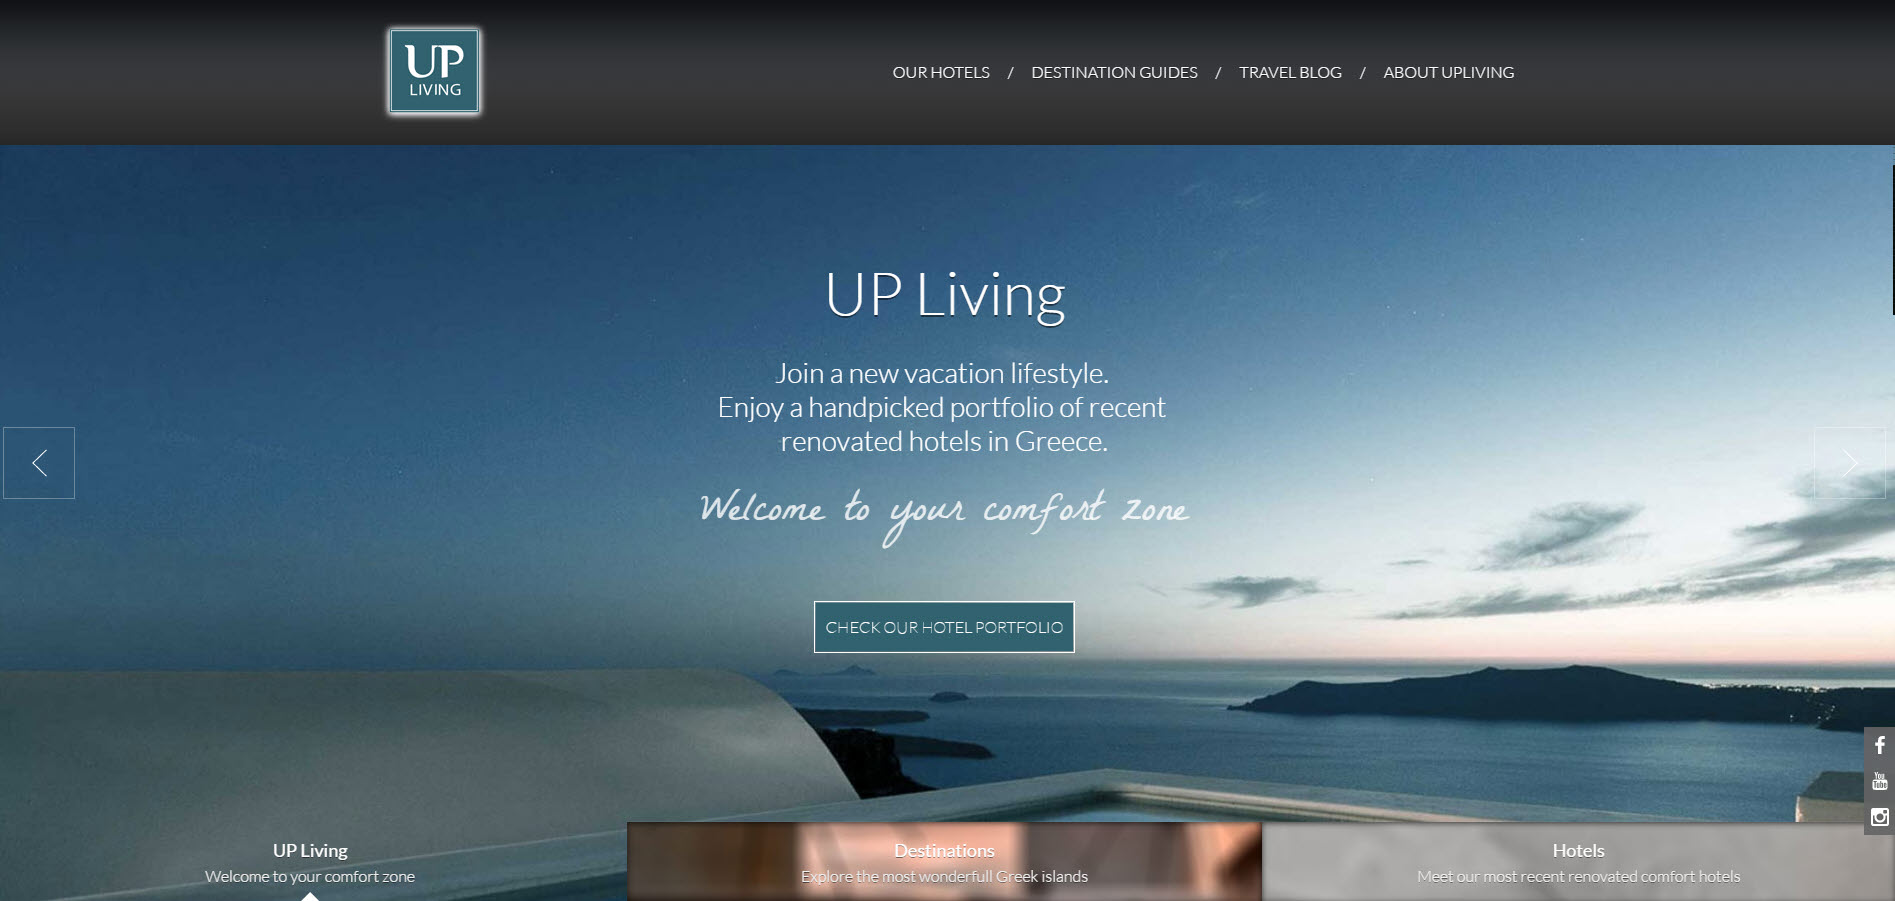 UP
LIVING
OUR HOTELS / DESTINATION GUIDES / TRAVEL BLOG / ABOUT UPLIVING
UP Living
Join a new vacation lifestyle.
Enjoy a handpicked portfolio of recent
renovated hotels in Greece.
Welcome to your comfort zone
CHECK OUR HOTEL PORTFOLIO
You
Tube
UP Living
Welcome to your comfort zone
Destinations
Explore the most wonderfull Greek islands
Hotels
Meet our most recent renovated comfort hotels